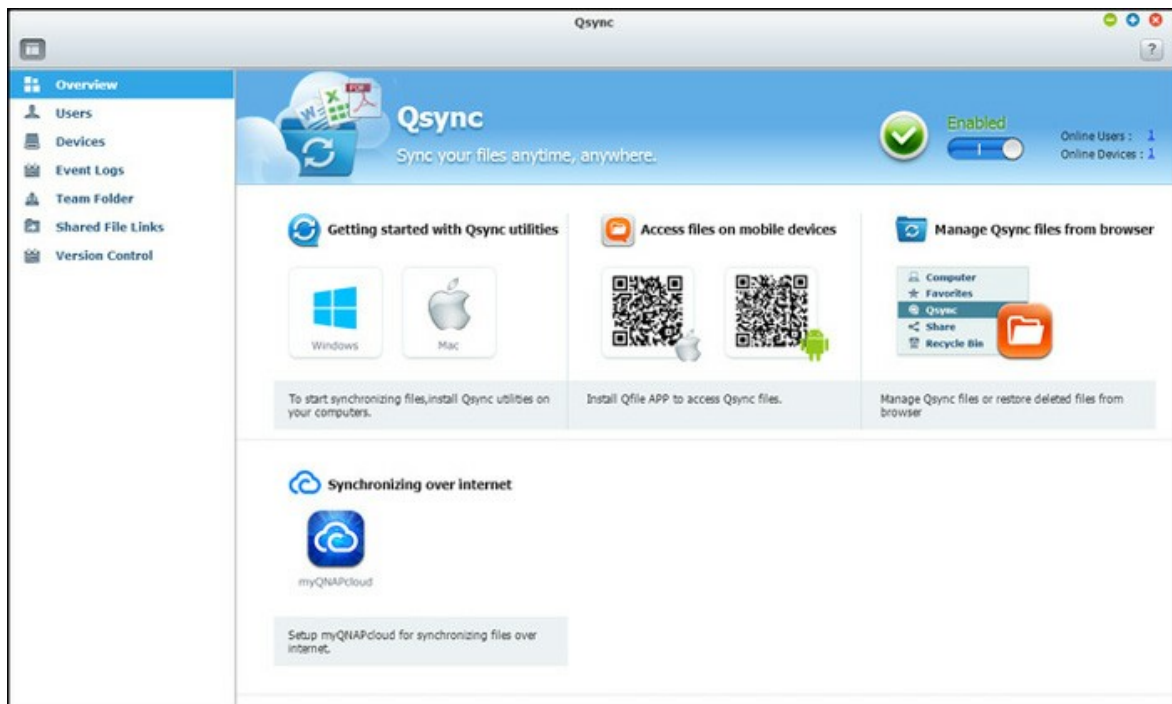 Qsync
?
Overview
Users
Devices
Event Logs
Team Folder
Shared File Links
Version Control
W X PDF
Qsync
Sync your files anytime, anywhere.
Enabled
Online Users : 1
Online Devices : 1
Getting started with Qsync utilities
Windows
Mac
To start synchronizing files,install Qsync utilities on
your computers.
Access files on mobile devices
Install Qfile APP to access Qsync files.
Manage Qsync files from browser
Computer
Favorites
Qsync
Share
Recycle Bin
Manage Qsync files or restore deleted files from
browser
Synchronizing over internet
myQNAPcloud
Setup myQNAPcloud for synchronizing files over
internet.